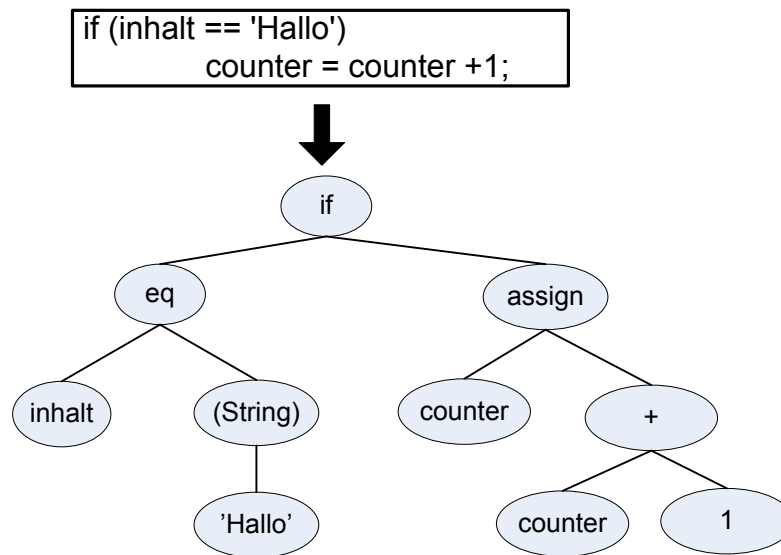 if (inhalt == 'Hallo')
counter = counter +1;
if
eq
assign
inhalt
(String)
counter
+
’Hallo’
counter
1